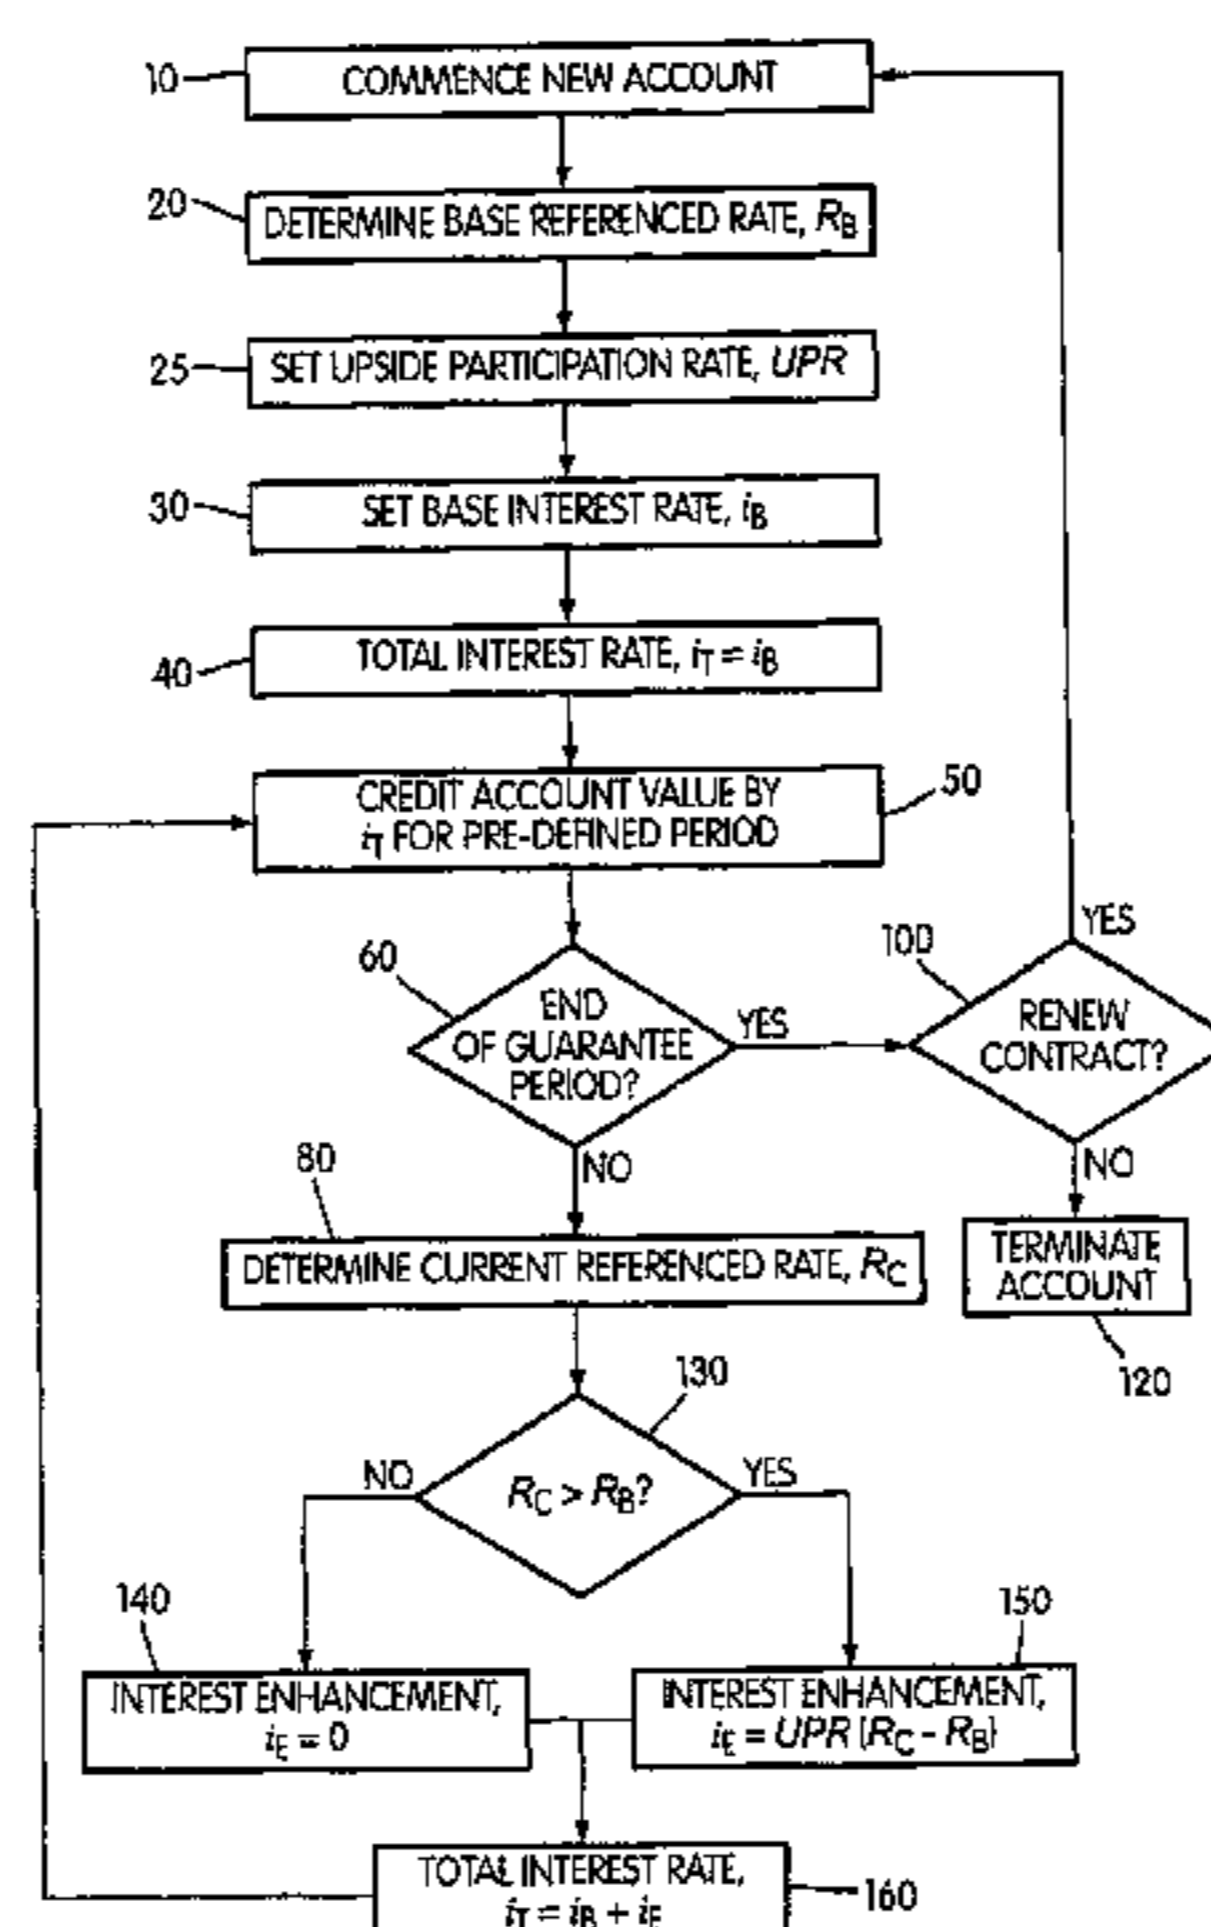 10
COMMENCE NEW ACCOUNT
20
DETERMINE BASE REFERENCED RATE, RB
25
SET UPSIDE PARTICIPATION RATE, UPR
30
SET BASE INTEREST RATE, iB
40
TOTAL INTEREST RATE, iT = iB
50
CREDIT ACCOUNT VALUE BY
iT FOR PRE-DEFINED PERIOD
60
END
OF GUARANTEE
PERIOD?
YES
NO
100
RENEW
CONTRACT?
YES
NO
TERMINATE
ACCOUNT
120
80
DETERMINE CURRENT REFERENCED RATE, RC
130
RC > RB?
NO
YES
140
INTEREST ENHANCEMENT,
iE = 0
150
INTEREST ENHANCEMENT,
iE = UPR (RC - RB)
TOTAL INTEREST RATE,
iT = iB + iE
160